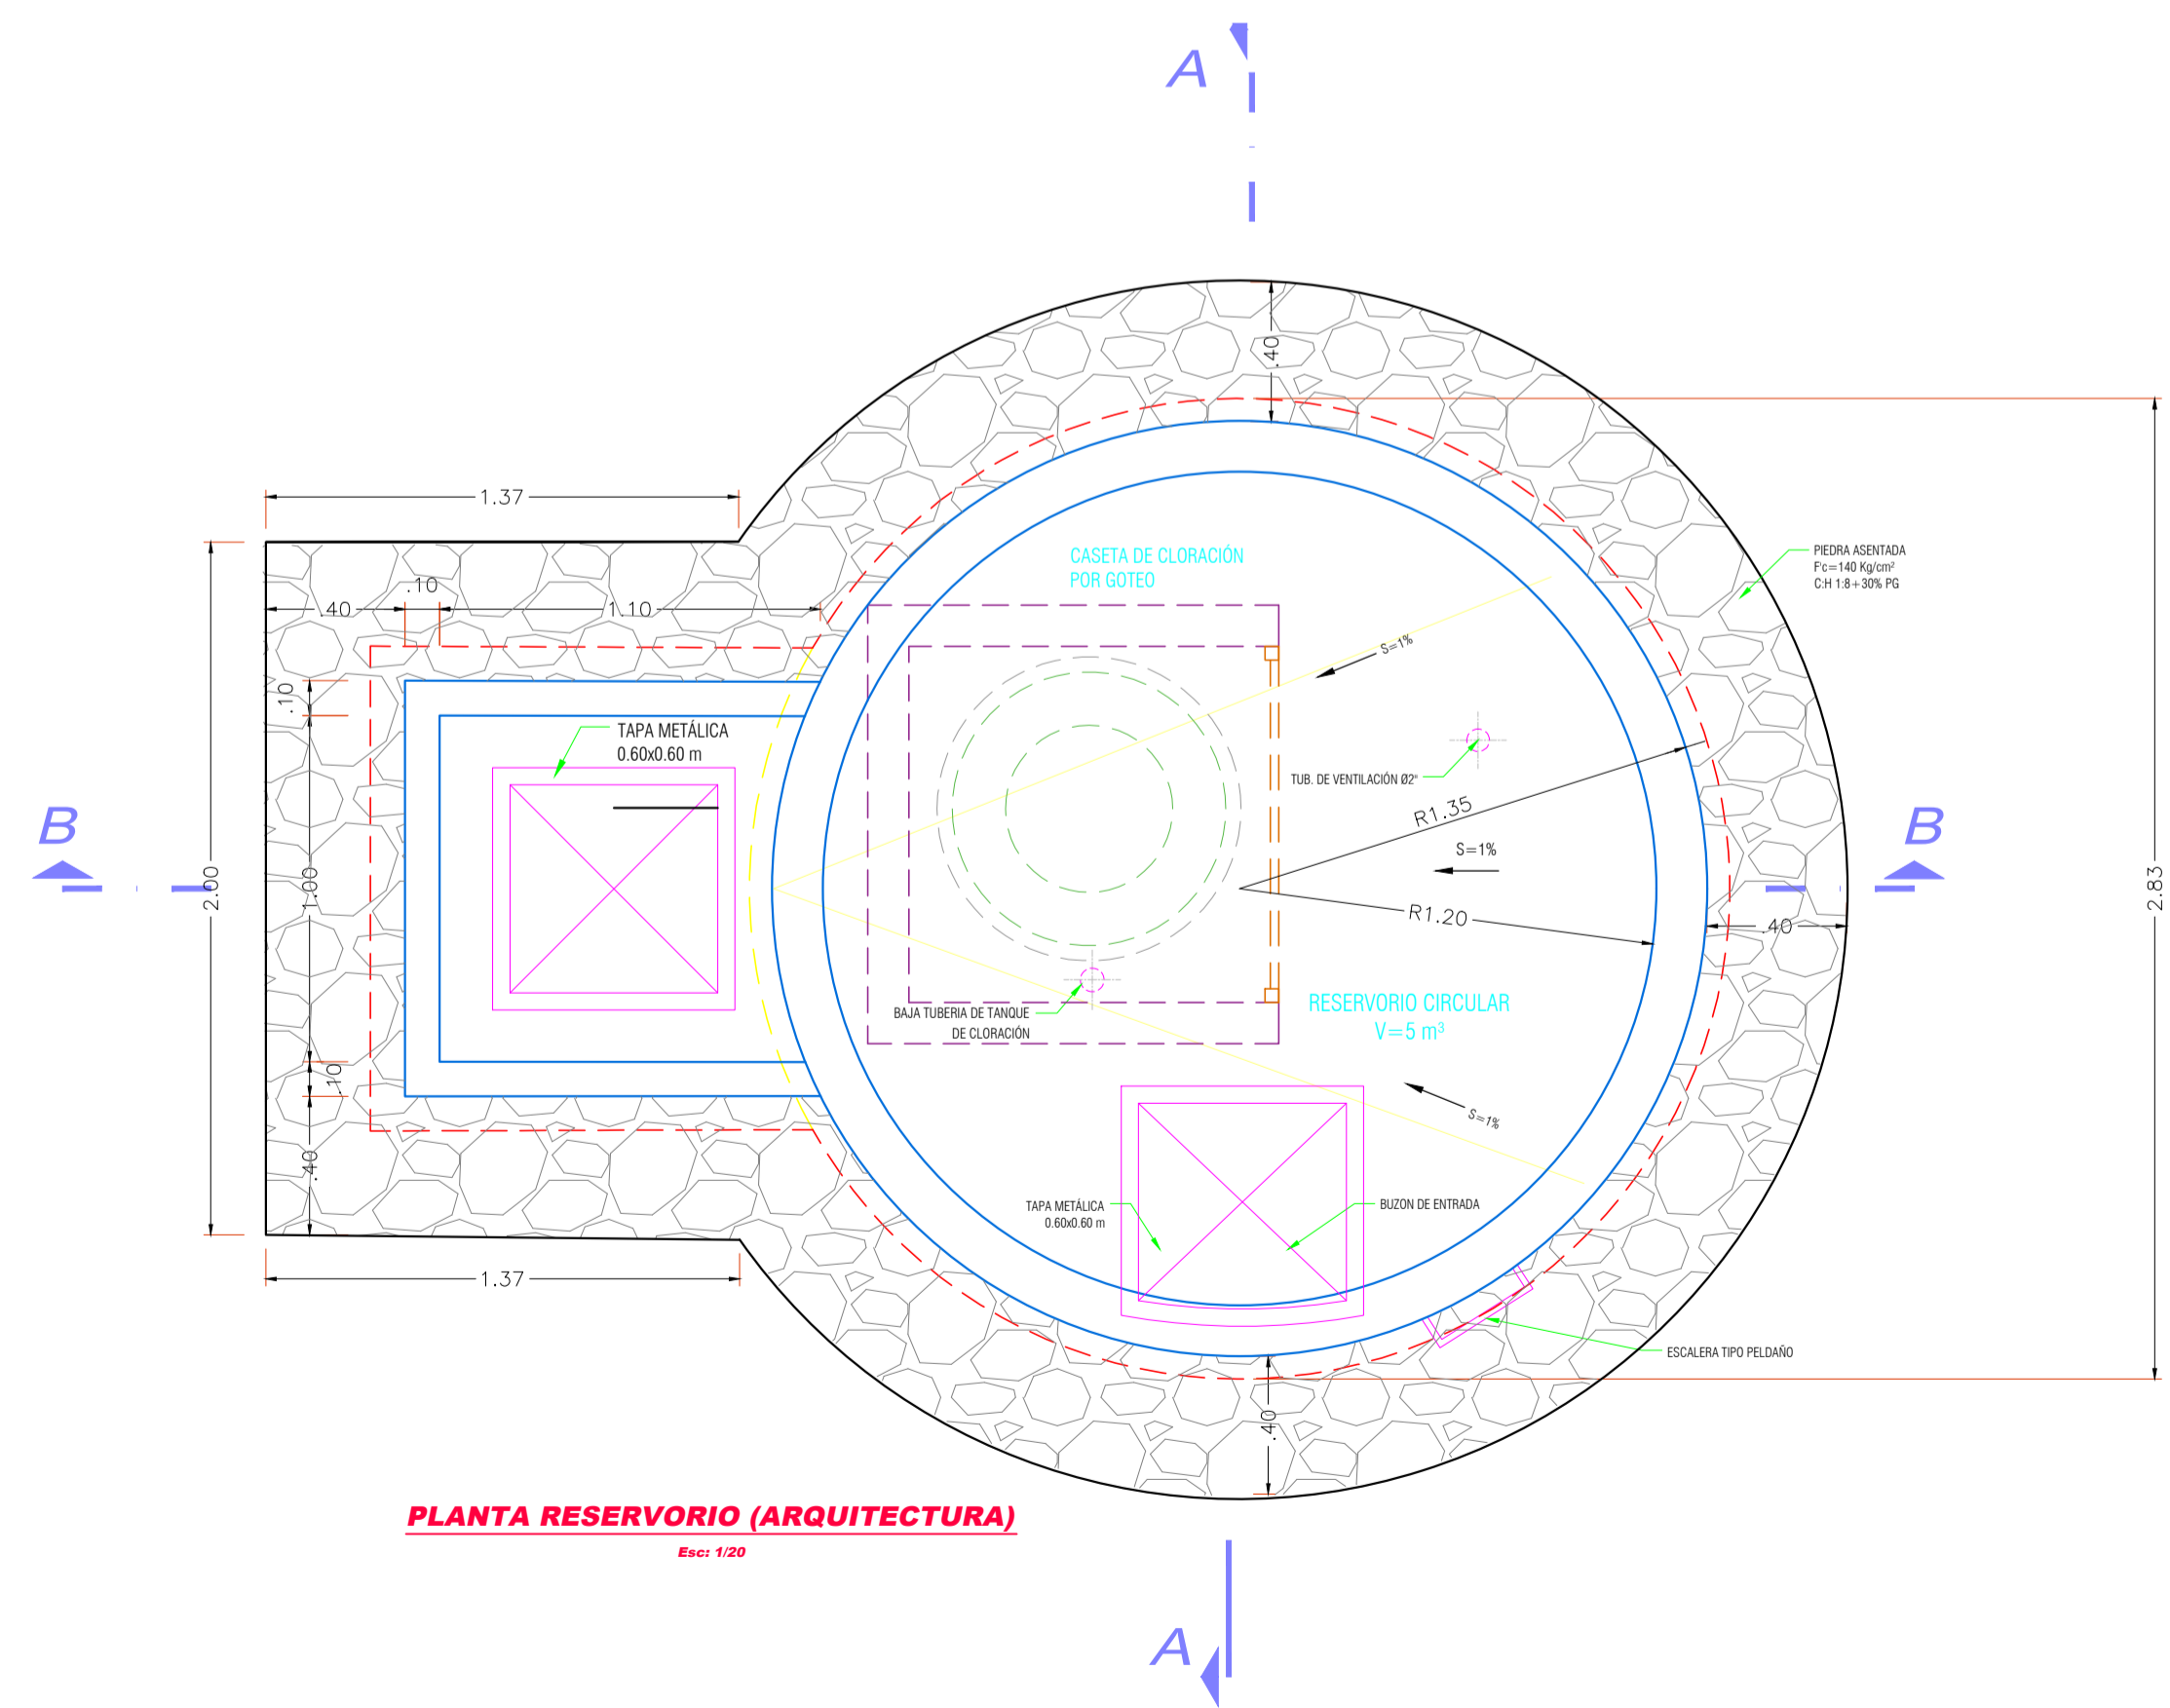 A
.40
1.37
CASETA DE CLORACIÓN
POR GOTEO
PIEDRA ASENTADA
F'c=140 Kg/cm²
C:H 1:8+30% PG
.10
.40
1.10
S=1%
.10
TAPA METÁLICA
0.60x0.60 m
TUB. DE VENTILACIÓN Ø2"
R1.35
B
B
S=1%
2.00
1.00
2.83
R1.20
.40
RESERVORIO CIRCULAR
V=5 m³
BAJA TUBERIA DE TANQUE
DE CLORACIÓN
.10
S=1%
.40
TAPA METÁLICA
0.60x0.60 m
BUZON DE ENTRADA
1.37
ESCALERA TIPO PELDAÑO
.40
PLANTA RESERVORIO (ARQUITECTURA)
Esc: 1/20
A